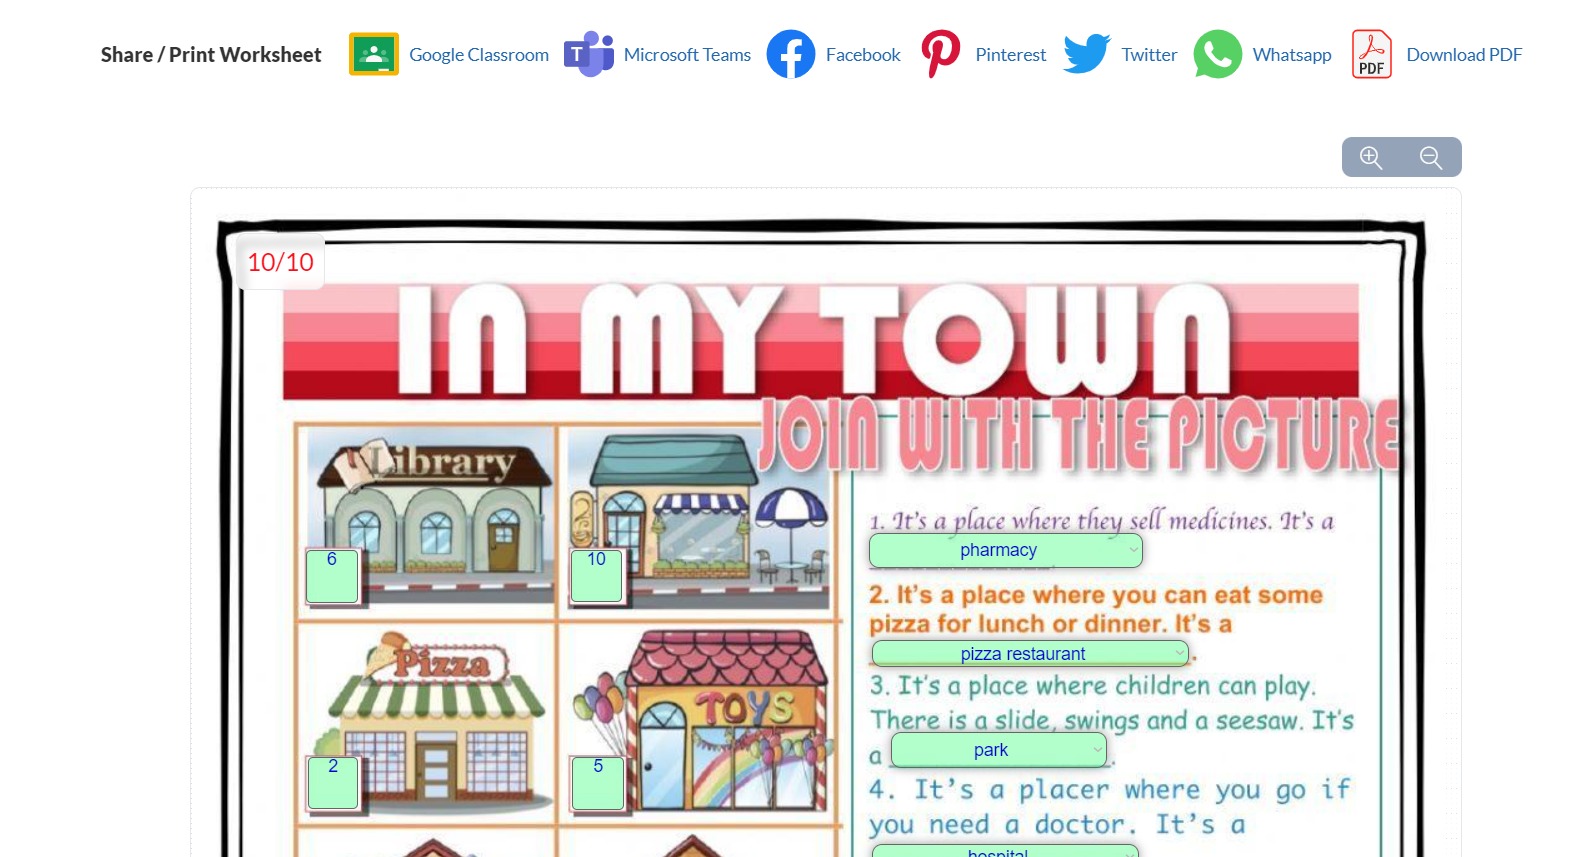 Share / Print Worksheet Google Classroom Microsoft Teams Facebook Pinterest Twitter Whatsapp Download PDF
10/10
IN MY TOWN
JOIN WITH THE PICTURE
Library
6
10
Pizza
TOYS
2
5
1. It's a place where they sell medicines. It's a
pharmacy
2. It's a place where you can eat some
pizza for lunch or dinner. It's a
pizza restaurant.
3. It's a place where children can play.
There is a slide, swings and a seesaw. It's
a park.
4. It's a placer where you go if
you need a doctor. It's a
hospital